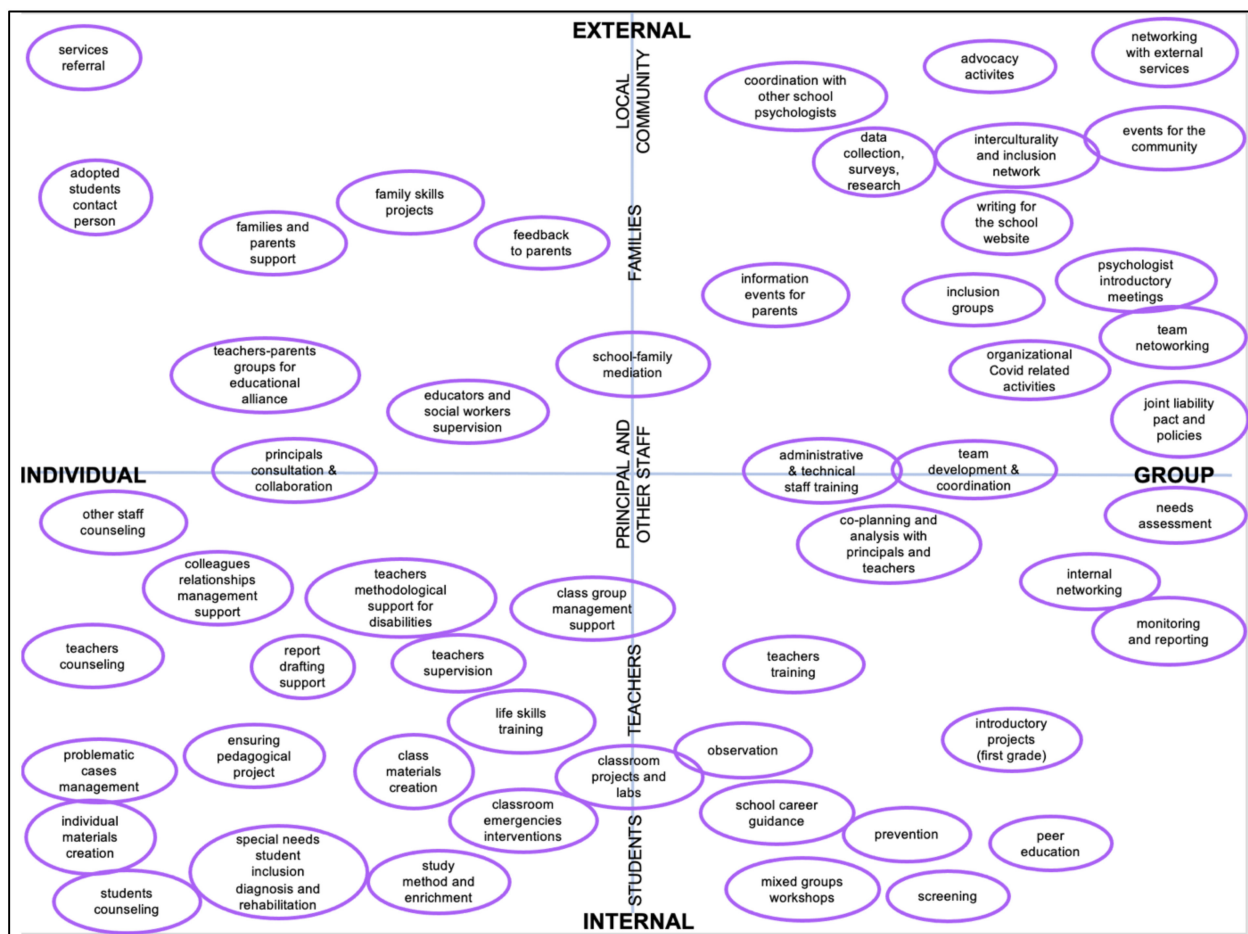 EXTERNAL
LOCAL
COMMUNITY
FAMILIES
PRINCIPAL AND
OTHER STAFF
TEACHERS
STUDENTS
INTERNAL
INDIVIDUAL
GROUP
services
referral
adopted
students
contact
person
families and
parents
support
family skills
projects
feedback
to parents
teachers-parents
groups for
educational
alliance
educators and
social workers
supervision
school-family
mediation
principals
consultation &
collaboration
coordination with
other school
psychologists
advocacy
activites
networking
with external
services
data
collection,
surveys,
research
interculturality
and inclusion
network
events for the
community
writing for
the school
website
information
events for
parents
inclusion
groups
psychologist
introductory
meetings
team
netoworking
organizational
Covid related
activities
joint liability
pact and
policies
administrative
& technical
staff training
team
development &
coordination
other staff
counseling
colleagues
relationships
management
support
teachers
methodological
support for
disabilities
class group
management
support
teachers
counseling
report
drafting
support
teachers
supervision
life skills
training
problematic
cases
management
ensuring
pedagogical
project
class
materials
creation
classroom
projects and
labs
individual
materials
creation
classroom
emergencies
interventions
students
counseling
special needs
student
inclusion
diagnosis and
rehabilitation
study
method and
enrichment
needs
assessment
co-planning and
analysis with
principals and
teachers
internal
networking
monitoring
and reporting
teachers
training
observation
introductory
projects
(first grade)
school career
guidance
prevention
peer
education
mixed groups
workshops
screening